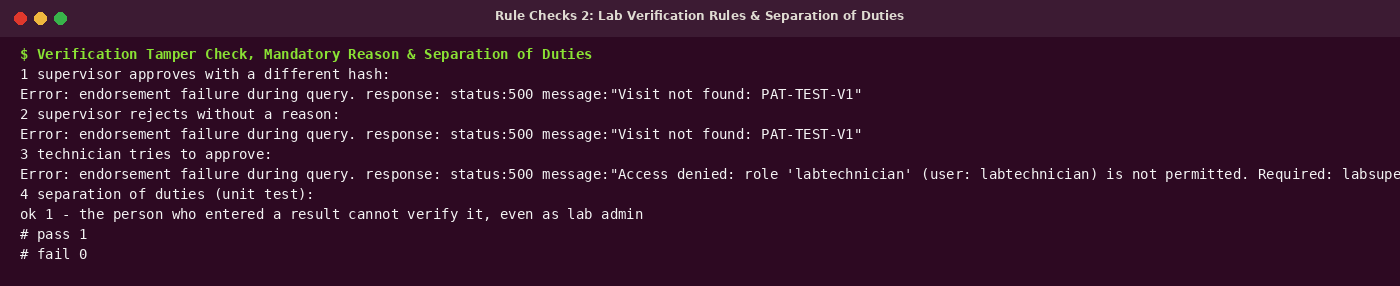 Rule Checks 2: Lab Verification Rules & Separation of Duties
$ Verification Tamper Check, Mandatory Reason & Separation of Duties
1 supervisor approves with a different hash:
Error: endorsement failure during query. response: status:500 message:"Visit not found: PAT-TEST-V1"
2 supervisor rejects without a reason:
Error: endorsement failure during query. response: status:500 message:"Visit not found: PAT-TEST-V1"
3 technician tries to approve:
Error: endorsement failure during query. response: status:500 message:"Access denied: role 'labtechnician' (user: labtechnician) is not permitted. Required: labsupe
4 separation of duties (unit test):
ok 1 - the person who entered a result cannot verify it, even as lab admin
# pass 1
# fail 0